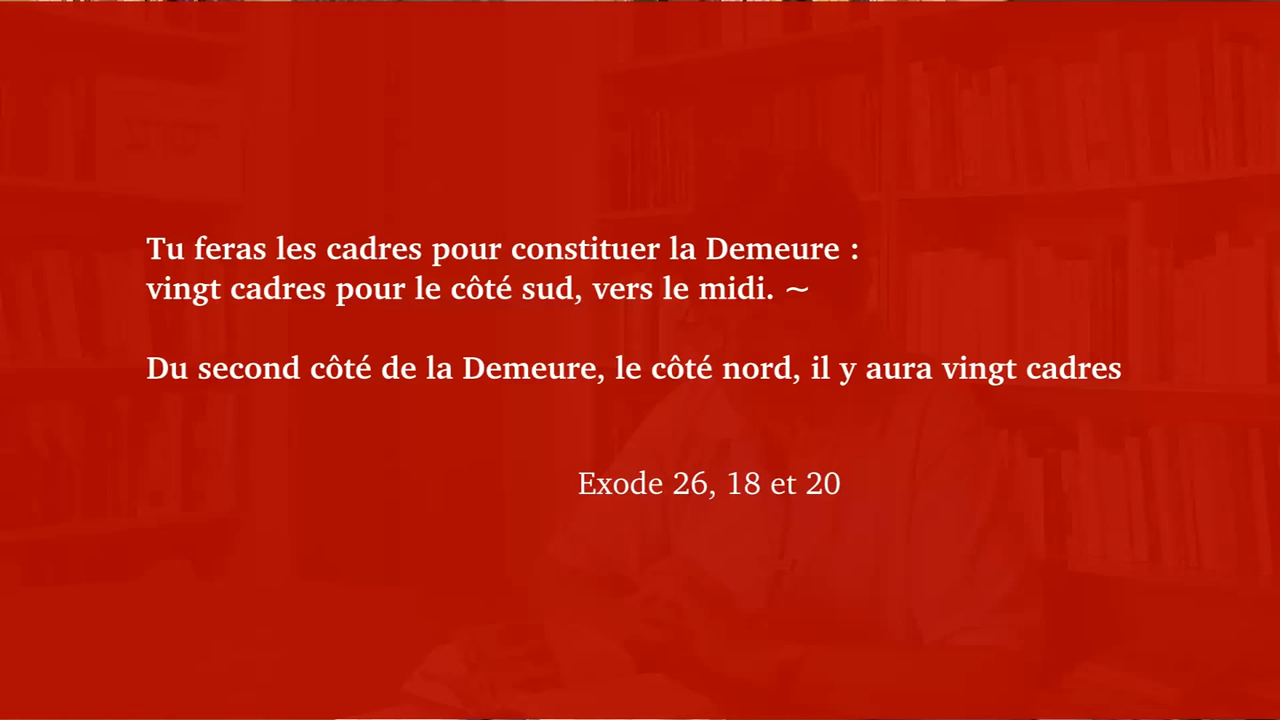 Tu feras les cadres pour constituer la Demeure :
vingt cadres pour le côté sud, vers le midi. ~
Du second côté de la Demeure, le côté nord, il y aura vingt cadres
Exode 26, 18 et 20